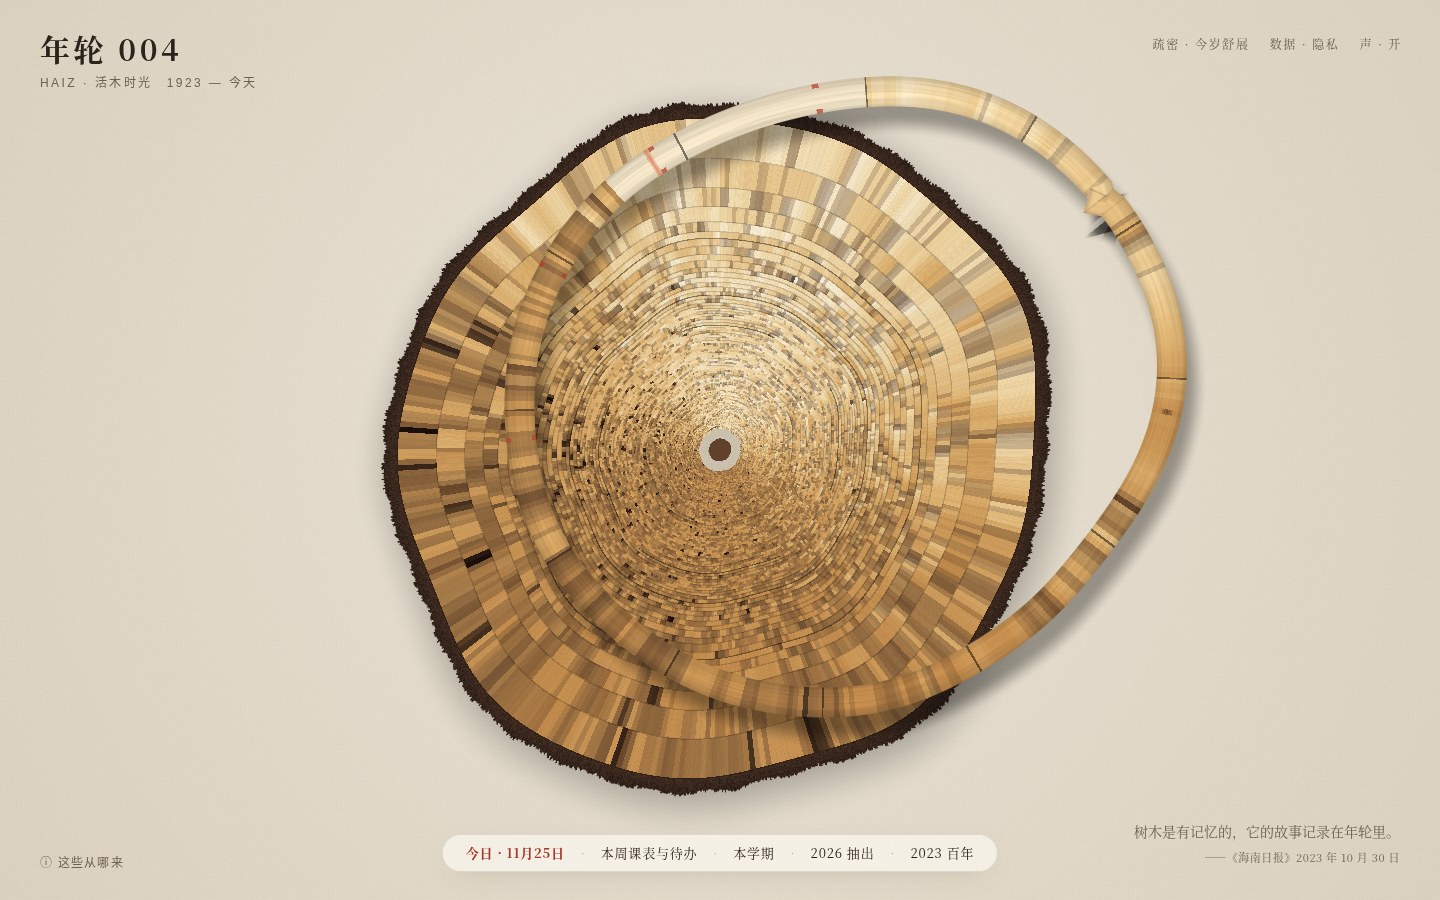 年轮 004
HAIZ · 活木时光 1923 — 今天
疏密 · 今岁舒展 数据 · 隐私 声 · 开
树木是有记忆的，它的故事记录在年轮里。
——《海南日报》2023 年 10 月 30 日
ⓘ 这些从哪来
今日 · 11月25日 · 本周课表与待办 · 本学期 · 2026 抽出 · 2023 百年